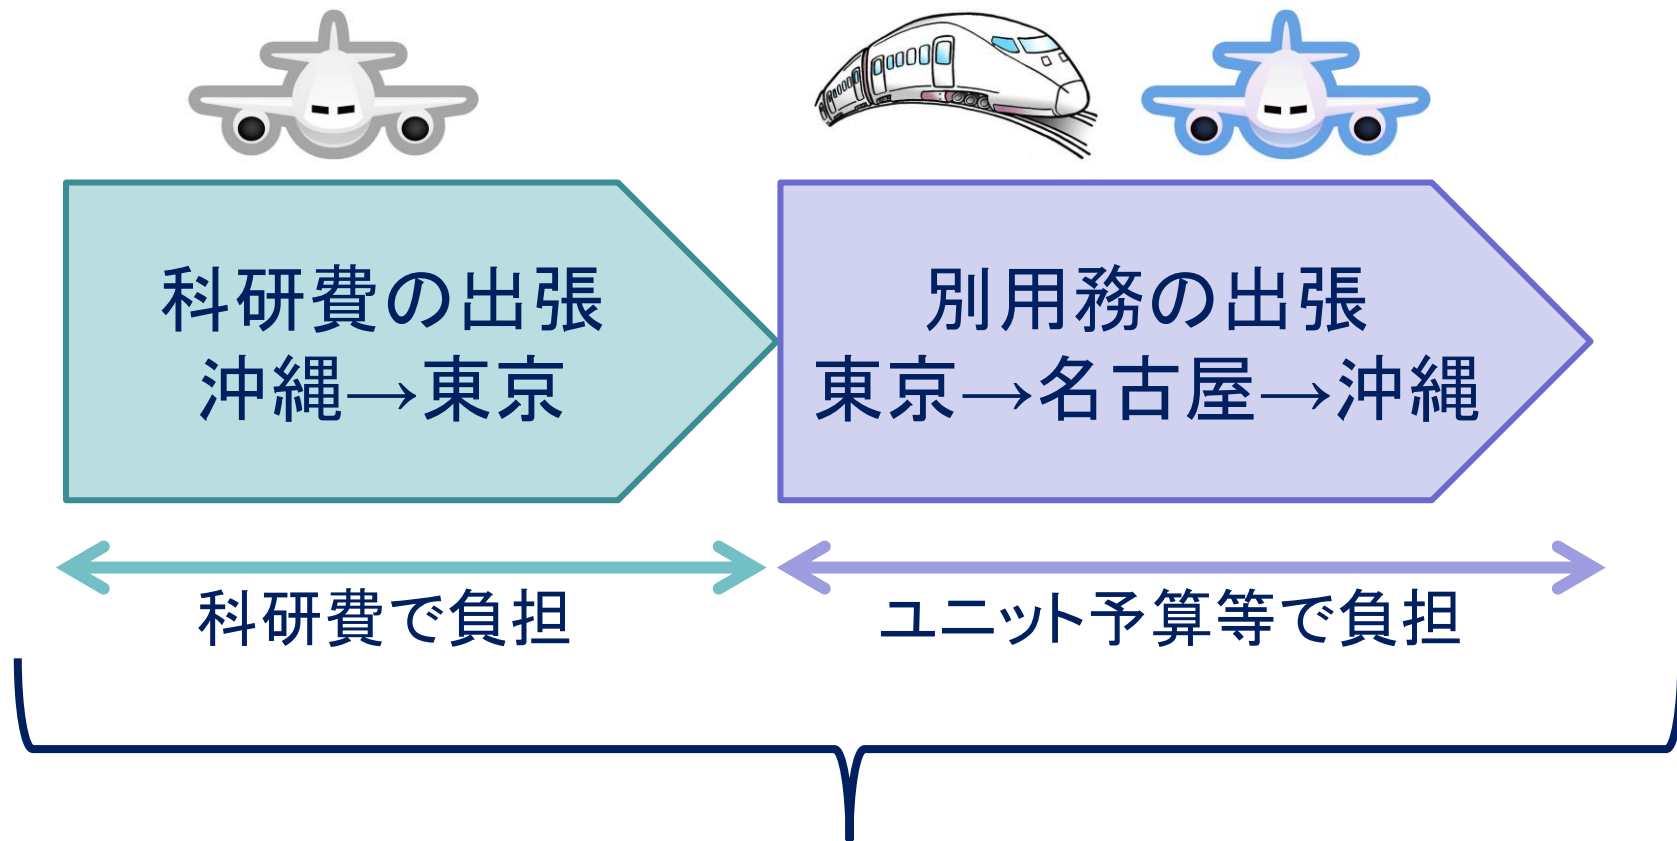 科研費の出張
沖縄→東京
別用務の出張
東京→名古屋→沖縄
科研費で負担
ユニット予算等で負担